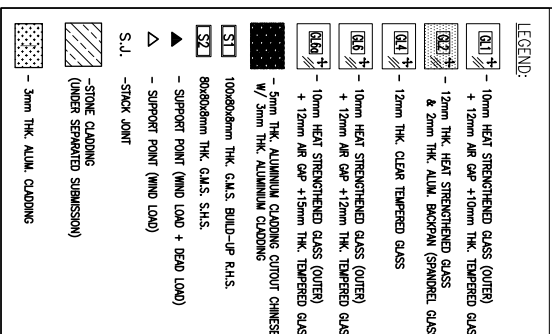 LEGEND:
GL1 - 10mm HEAT STRENGTHENED GLASS (OUTER)
+ 12mm AIR GAP +10mm THK. TEMPERED GLAS
GL2 - 12mm THK. HEAT STRENGTHENED GLASS
& 2mm THK. ALUM. BACKPAN (SPANDREL GLAS
GL4 - 12mm THK. CLEAR TEMPERED GLASS
GL6 - 10mm HEAT STRENGTHENED GLASS (OUTER)
+ 12mm AIR GAP +12mm THK. TEMPERED GLAS
GL6a - 10mm HEAT STRENGTHENED GLASS (OUTER)
+ 12mm AIR GAP +15mm THK. TEMPERED GLAS
- 5mm THK. ALUMINIUM CLADDING CUTOUT CHINESE
W/ 3mm THK. ALUMINIUM CLADDING
S1 100x80x8mm THK. G.M.S. BUILD-UP R.H.S.
S2 80x80x8mm THK. G.M.S. S.H.S.
- SUPPORT POINT (WIND LOAD + DEAD LOAD)
- SUPPORT POINT (WIND LOAD)
S.J. -STACK JOINT
-STONE CLADDING
(UNDER SEPARATED SUBMISSION)
- 3mm THK. ALUM. CLADDING